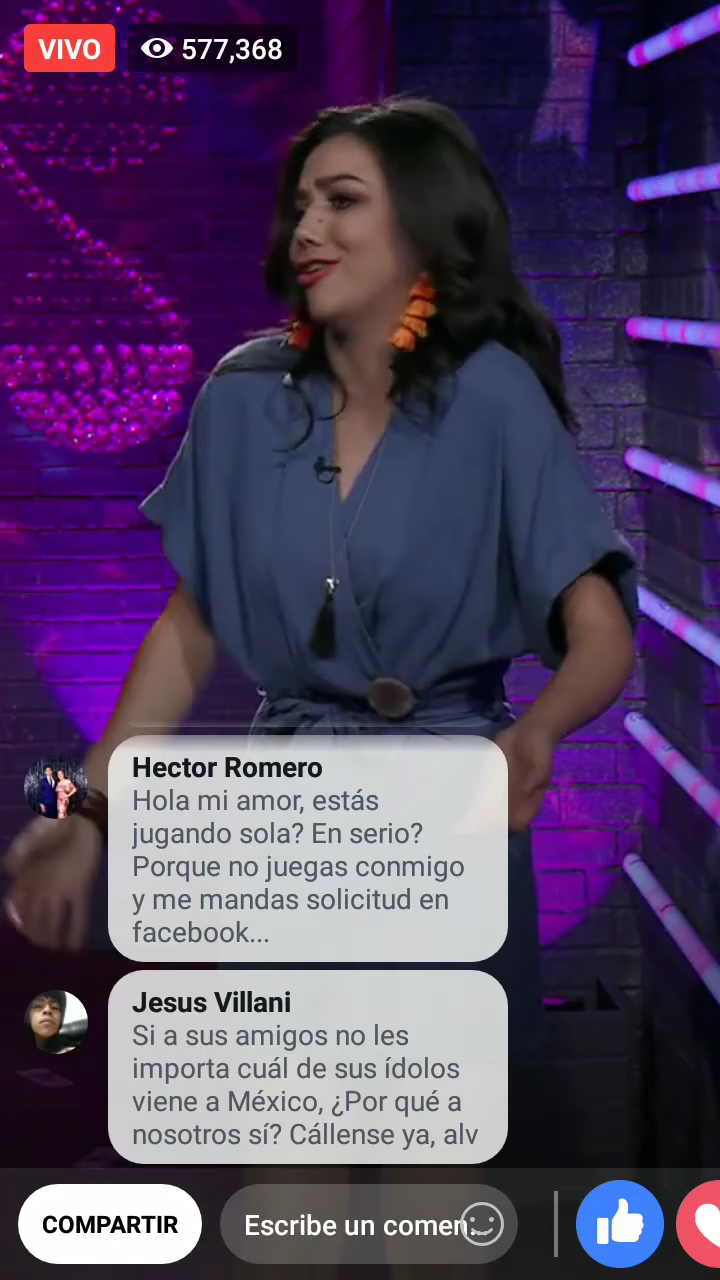 VIVO
577,368
Hector Romero
Hola mi amor, estás
jugando sola? En serio?
Porque no juegas conmigo
y me mandas solicitud en
facebook...
Jesus Villani
Si a sus amigos no les
importa cuál de sus ídolos
viene a México, ¿Por qué a
nosotros sí? Cállense ya, alv
COMPARTIR
Escribe un comen